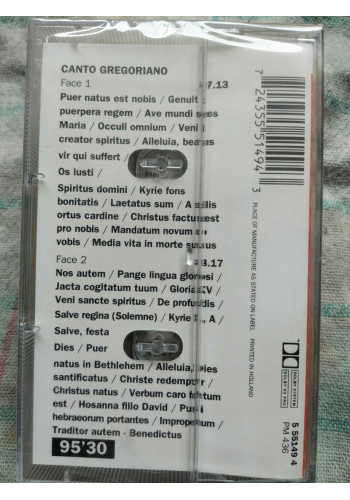 CANTO GREGORIANO
Face 1 7.13
Puer natus est nobis / Genuit
puerpera regem / Ave mundi spes
Maria / Occuli omnium / Veni
creator spiritus / Alleluia, beatus
vir qui suffert /
Os Iusti /
Spiritus domini / Kyrie fons
bonitatis / Laetatus sum / A solis
ortus cardine / Christus factus est
pro nobis / Mandatum novum do
vobis / Media vita in morte sumus
Face 2 8.17
Nos autem / Pange lingua gloriosi /
Jacta cogitatum tuum / Gloria XV /
Veni sancte spiritus / De profundis /
Salve regina (Solemne) / Kyrie , A /
Salve, festa
Dies / Puer
natus in Bethlehem / Alleluia, Dies
santificatus / Christe redemptor /
Christus natus / Verbum caro factum
est / Hosanna filio David / Pueri
hebraeorum portantes / Improperium /
Traditor autem - Benedictus
95'30
7 24355 51494 3
PLACE OF MANUFACTURE AS STATED ON LABEL
PRINTED IN HOLLAND
DOLBY SYSTEM
5 55149 4
PM 436